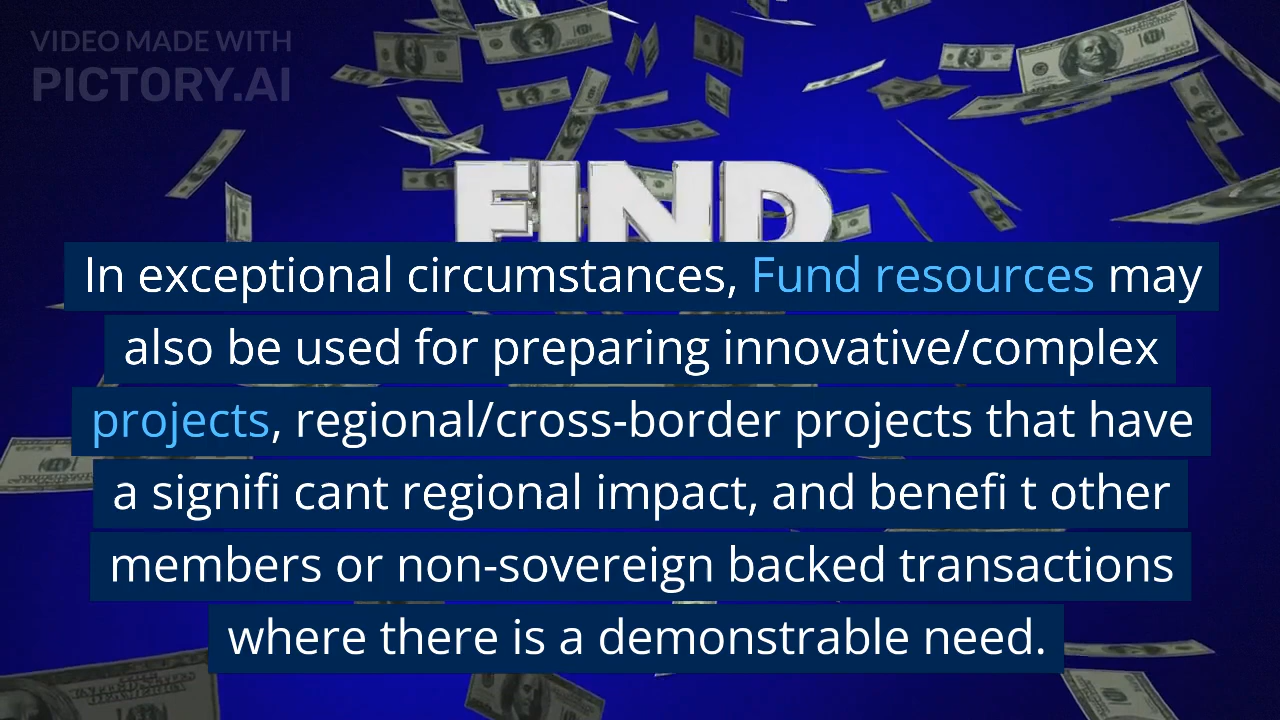 VIDEO MADE WITH
PICTORY.AI
FIND
In exceptional circumstances, Fund resources may
also be used for preparing innovative/complex
projects, regional/cross-border projects that have
a signifi cant regional impact, and benefi t other
members or non-sovereign backed transactions
where there is a demonstrable need.